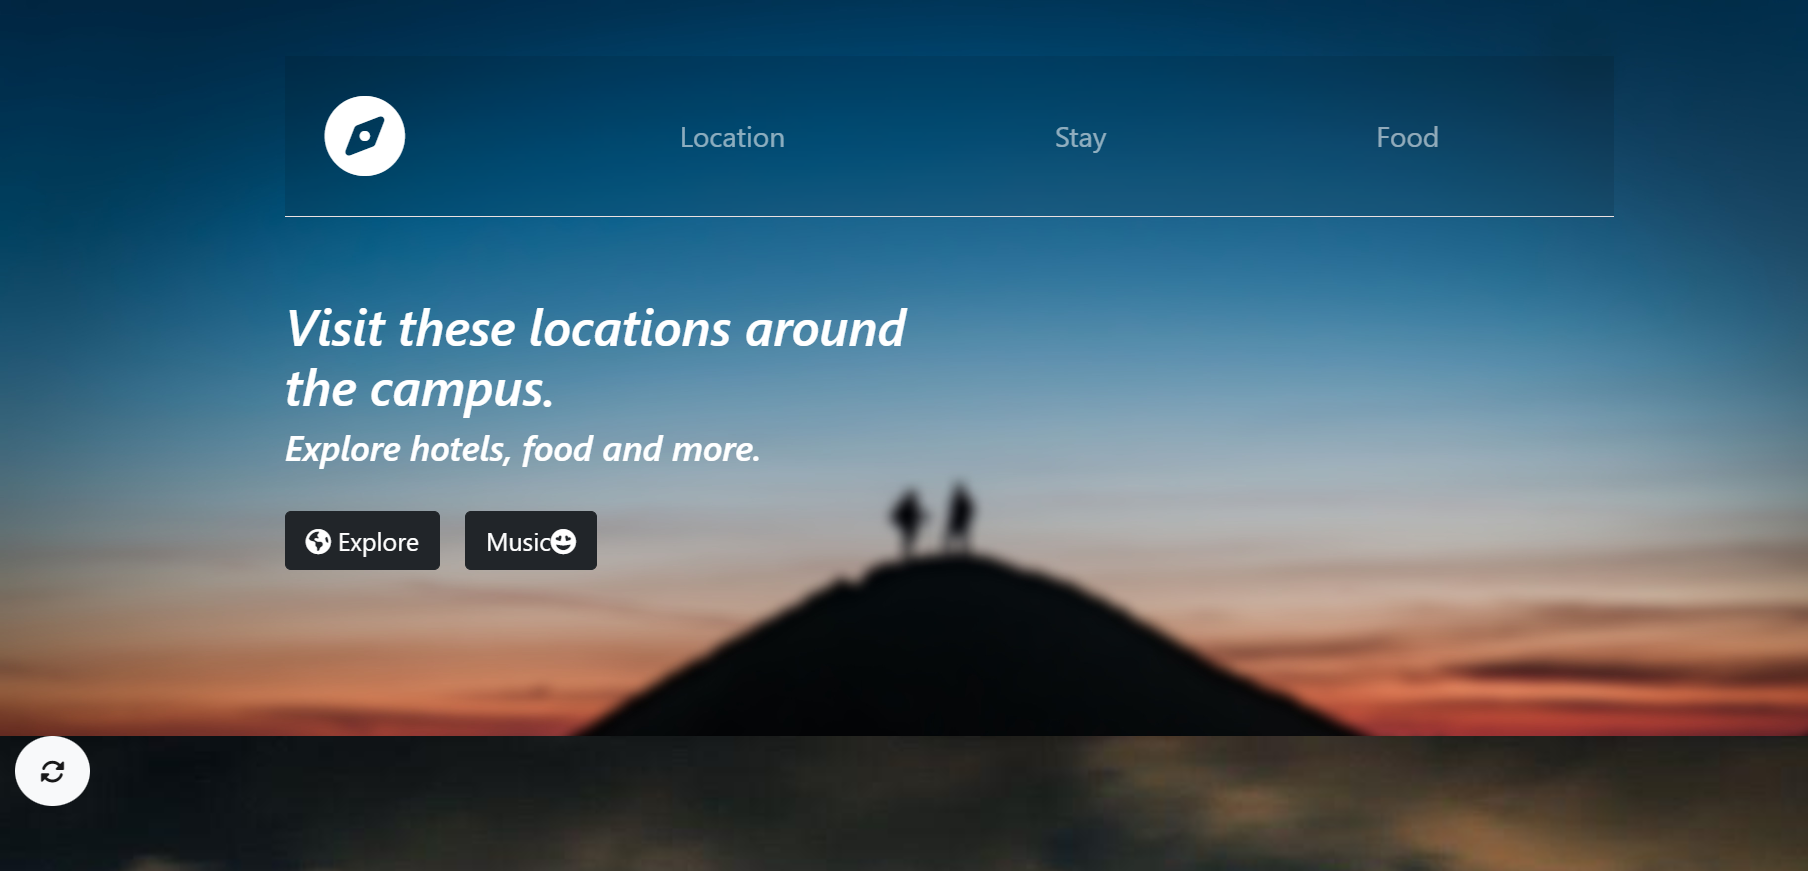 Location
Stay
Food
Visit these locations around
the campus.
Explore hotels, food and more.
Explore
Music